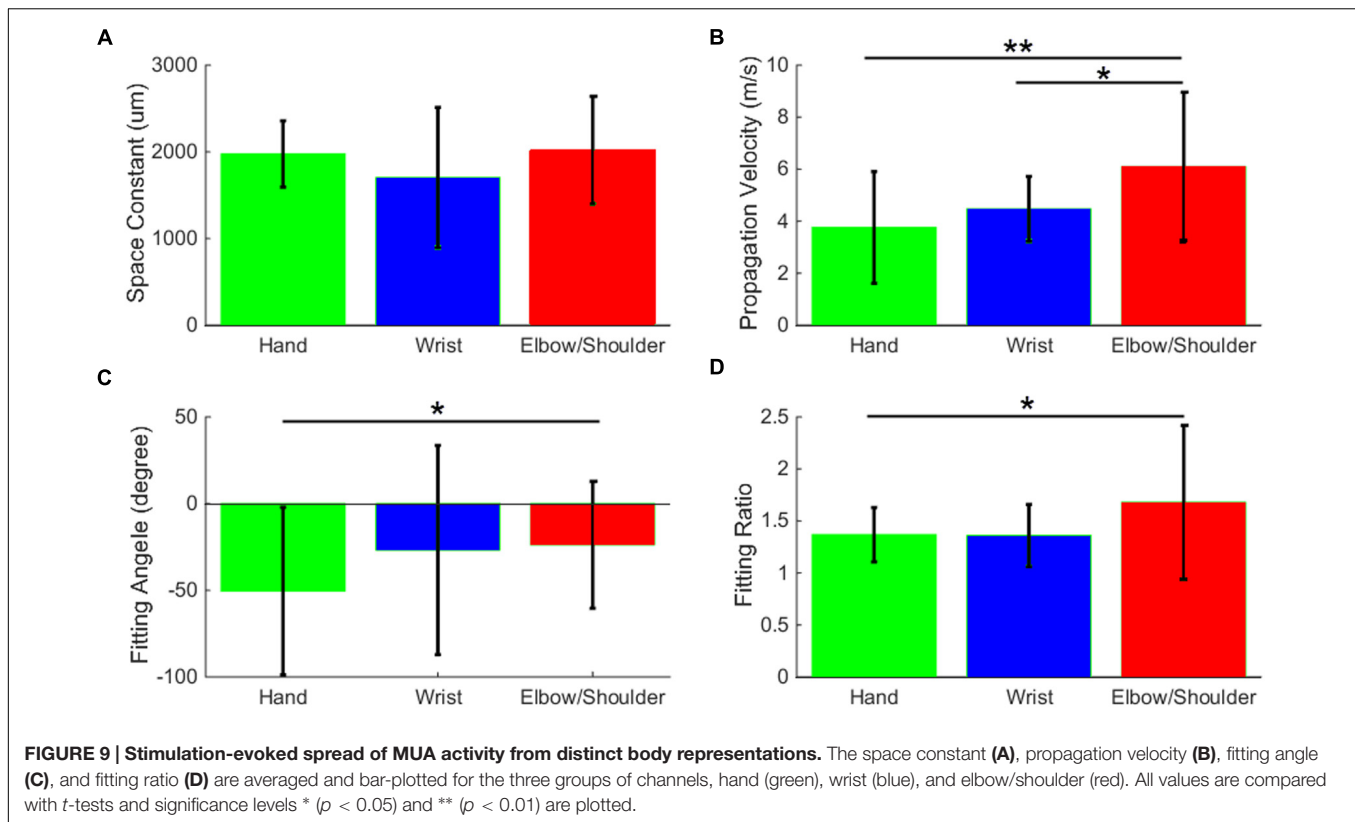 A
3000
2000
1000
0
Space Constant (um)
Hand Wrist Elbow/Shoulder
B
** 
*
10
8
6
4
2
0
Propagation Velocity (m/s)
Hand Wrist Elbow/Shoulder
C
*
50
0
-50
-100
Fitting Angele (degree)
Hand Wrist Elbow/Shoulder
D
*
2.5
2
1.5
1
0.5
0
Fitting Ratio
Hand Wrist Elbow/Shoulder
FIGURE 9 | Stimulation-evoked spread of MUA activity from distinct body representations. The space constant (A), propagation velocity (B), fitting angle
(C), and fitting ratio (D) are averaged and bar-plotted for the three groups of channels, hand (green), wrist (blue), and elbow/shoulder (red). All values are compared
with t-tests and significance levels * (p < 0.05) and ** (p < 0.01) are plotted.